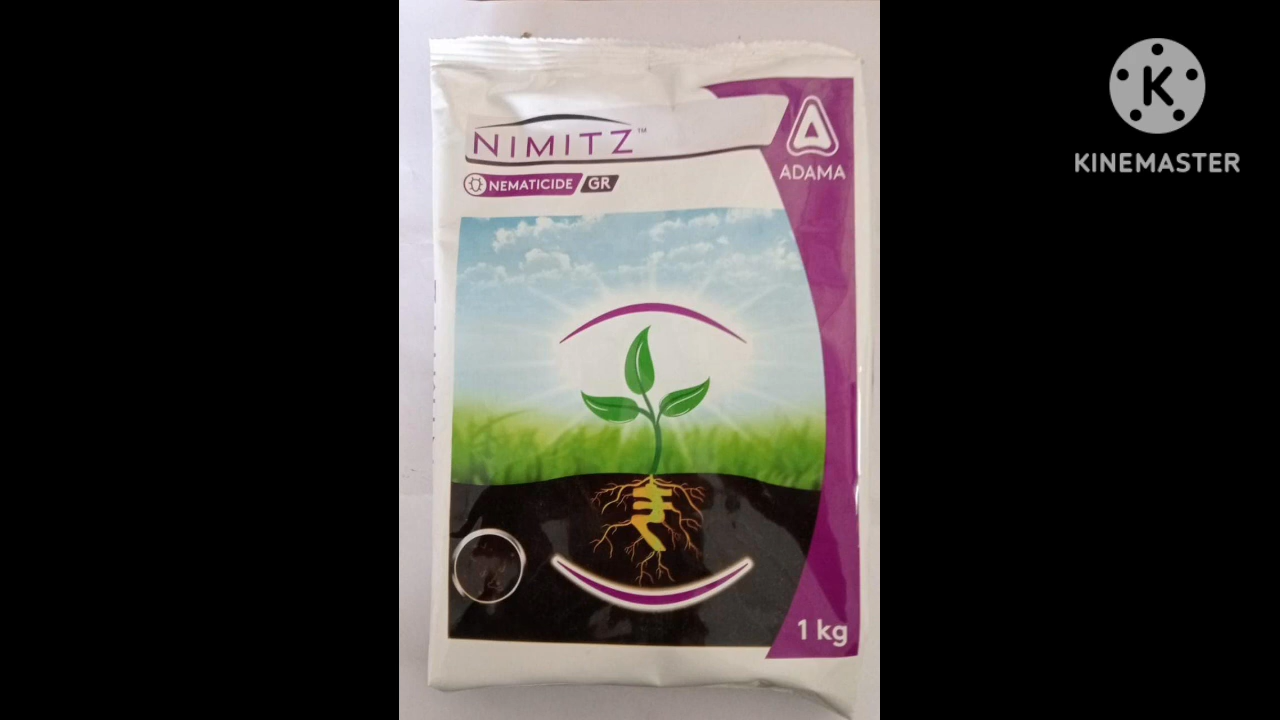 NIMITZ™
NEMATICIDE GR
ADAMA
1 kg
KINEMASTER